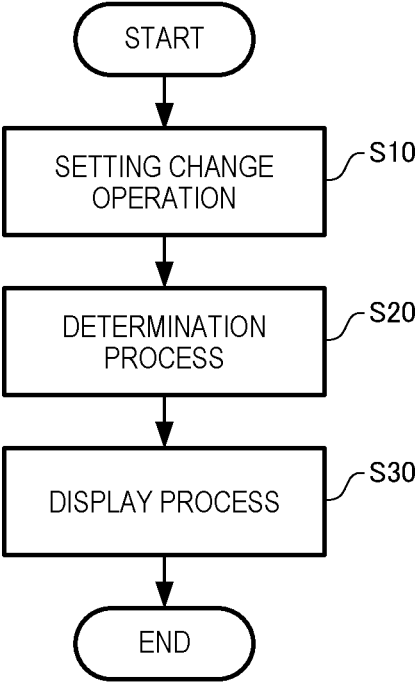 START
SETTING CHANGE
OPERATION
S10
DETERMINATION
PROCESS
S20
DISPLAY PROCESS
S30
END